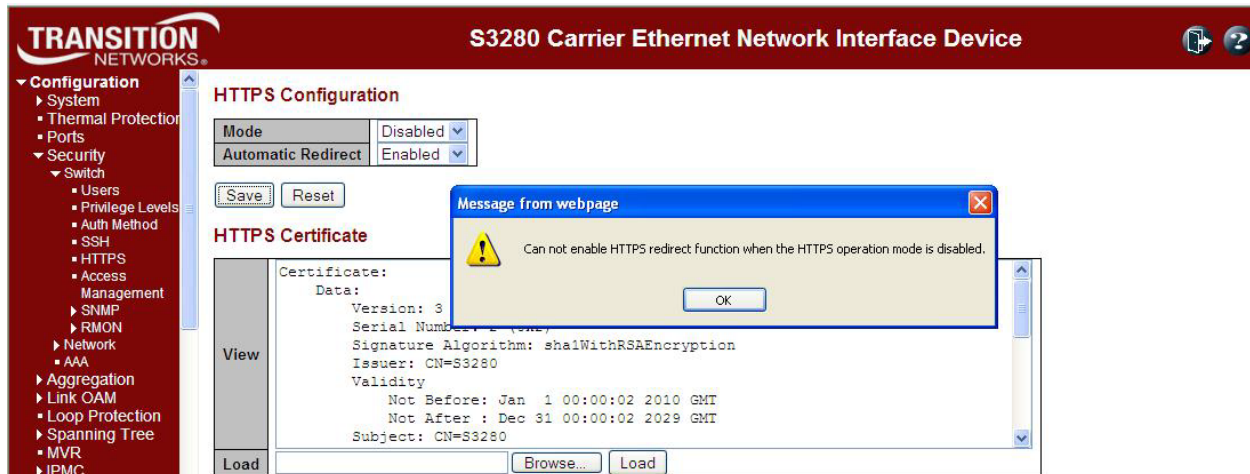 TRANSITION
NETWORKS®
S3280 Carrier Ethernet Network Interface Device
?
Configuration
System
Thermal Protection
Ports
Security
Switch
Users
Privilege Levels
Auth Method
SSH
HTTPS
Access
Management
SNMP
RMON
Network
AAA
Aggregation
Link OAM
Loop Protection
Spanning Tree
MVR
IPMC
HTTPS Configuration
Mode Disabled
Automatic Redirect Enabled
Save Reset
Message from webpage
Can not enable HTTPS redirect function when the HTTPS operation mode is disabled.
OK
HTTPS Certificate
View
Certificate:
Data:
Version: 3
Serial Number:
Signature Algorithm: sha1WithRSAEncryption
Issuer: CN=S3280
Validity
Not Before: Jan 1 00:00:02 2010 GMT
Not After : Dec 31 00:00:02 2029 GMT
Subject: CN=S3280
Load Browse... Load